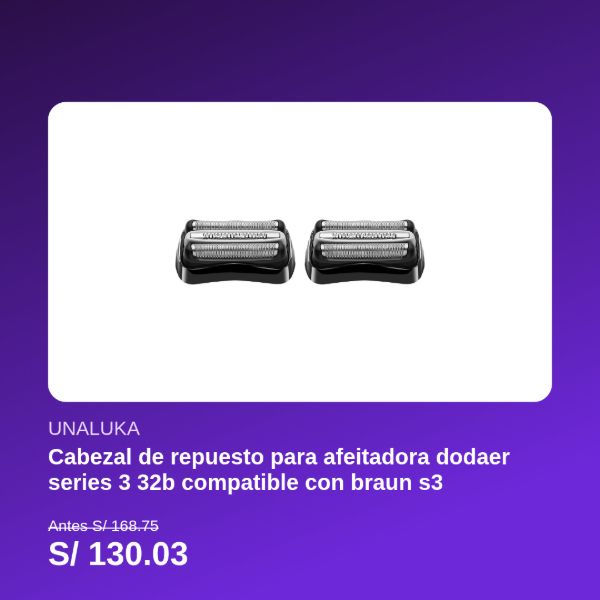 UNALUKA
Cabezal de repuesto para afeitadora dodaer
series 3 32b compatible con braun s3
Antes S/ 168.75
S/ 130.03